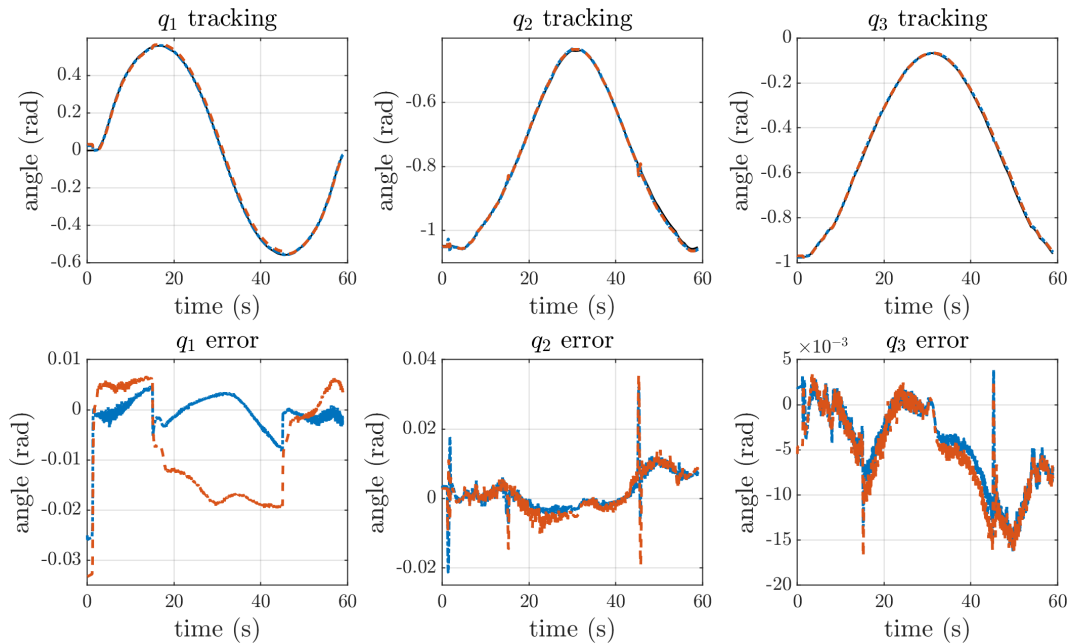 q₁ tracking
angle (rad)
0.4
0.2
0
-0.2
-0.4
-0.6
0 20 40 60
time (s)
q₂ tracking
angle (rad)
-0.6
-0.8
-1
0 20 40 60
time (s)
q₃ tracking
angle (rad)
0
-0.2
-0.4
-0.6
-0.8
-1
0 20 40 60
time (s)
q₁ error
angle (rad)
0.01
0
-0.01
-0.02
-0.03
0 20 40 60
time (s)
q₂ error
angle (rad)
0.04
0.02
0
-0.02
0 20 40 60
time (s)
×10⁻³ q₃ error
angle (rad)
5
0
-5
-10
-15
-20
0 20 40 60
time (s)